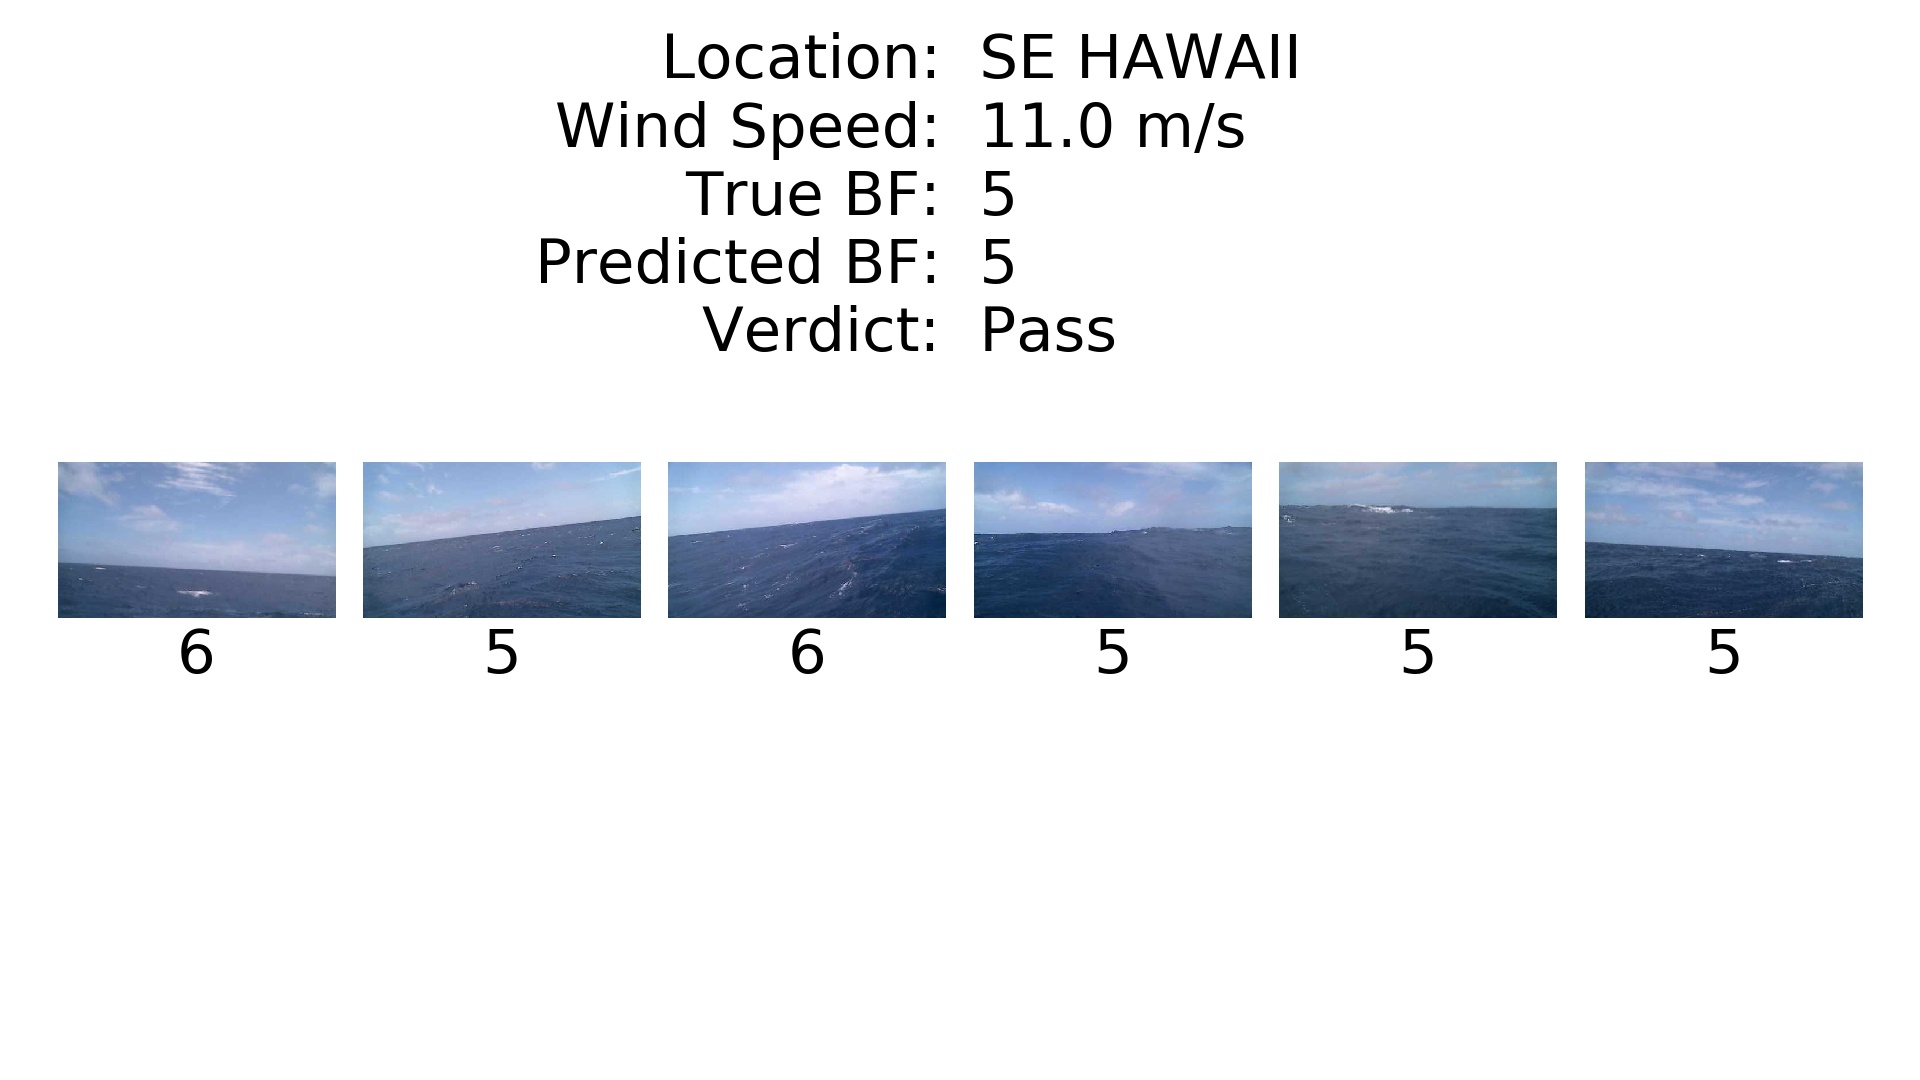 Location: SE HAWAII
Wind Speed: 11.0 m/s
True BF: 5
Predicted BF: 5
Verdict: Pass
6 5 6 5 5 5